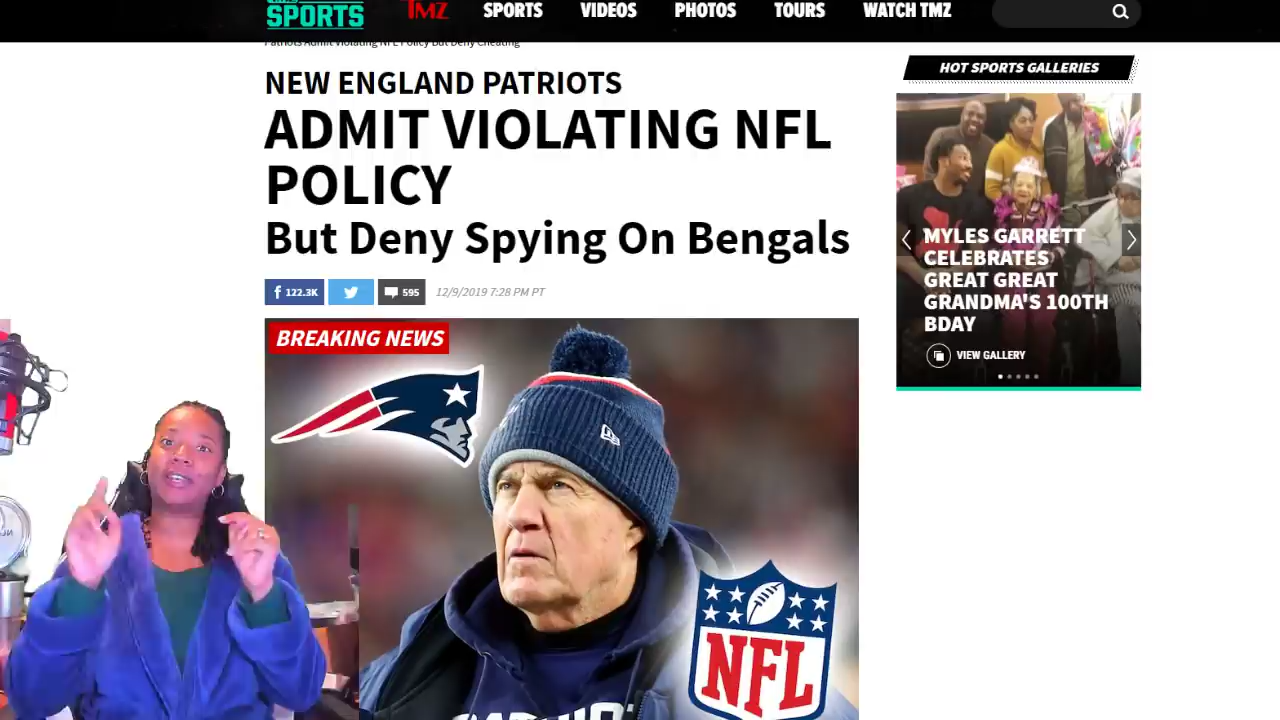 SPORTS
TMZ
SPORTS
VIDEOS
PHOTOS
TOURS
WATCH TMZ
Patriots Admit Violating NFL Policy But Deny Cheating
NEW ENGLAND PATRIOTS
ADMIT VIOLATING NFL
POLICY
But Deny Spying On Bengals
122.3K
595
12/9/2019 7:28 PM PT
BREAKING NEWS
NFL
HOT SPORTS GALLERIES
MYLES GARRETT
CELEBRATES
GREAT GREAT
GRANDMA'S 100TH
BDAY
VIEW GALLERY